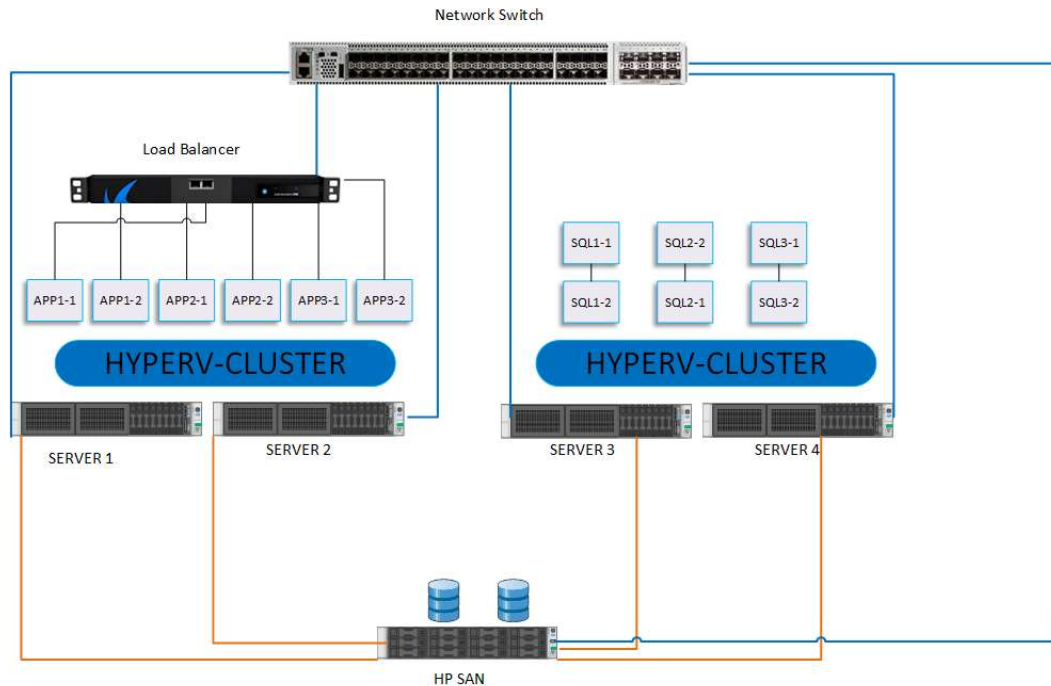 Network Switch
Load Balancer
SQL1-1
SQL2-2
SQL3-1
APP1-1
APP1-2
APP2-1
APP2-2
APP3-1
APP3-2
SQL1-2
SQL2-1
SQL3-2
HYPERV-CLUSTER
HYPERV-CLUSTER
SERVER 1
SERVER 2
SERVER 3
SERVER 4
HP SAN